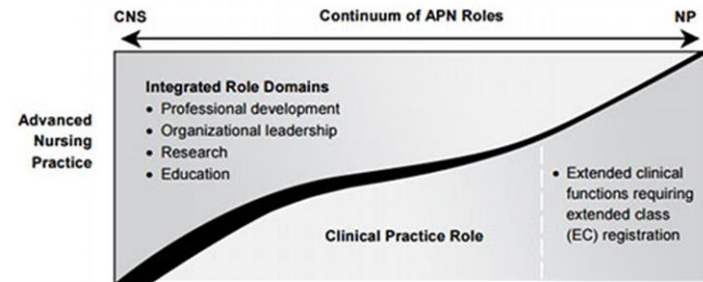 CNS Continuum of APN Roles NP
Advanced
Nursing
Practice
Integrated Role Domains
• Professional development
• Organizational leadership
• Research
• Education
Clinical Practice Role
• Extended clinical
functions requiring
extended class
(EC) registration